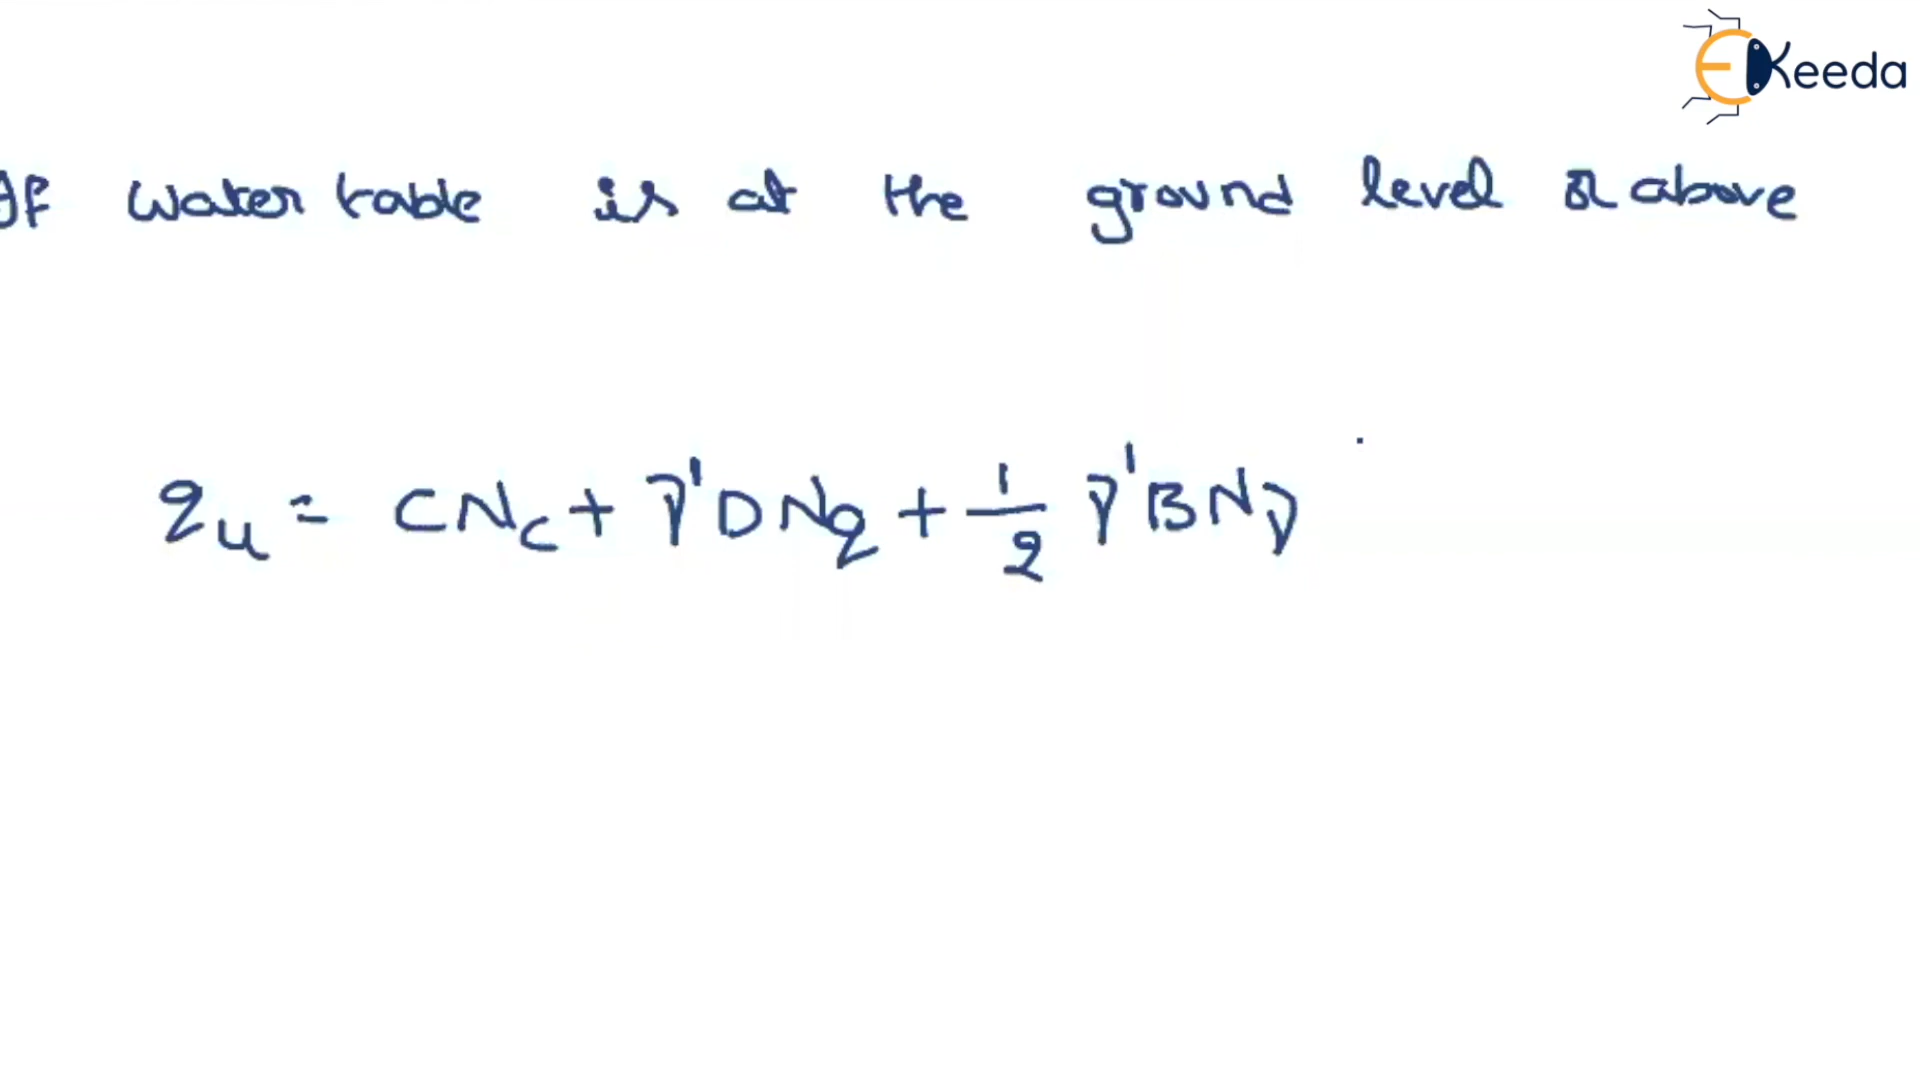 EKeeda
If water table is at the ground level or above
qu = CNc + γ'DNq + 1/2 γ'BNγ